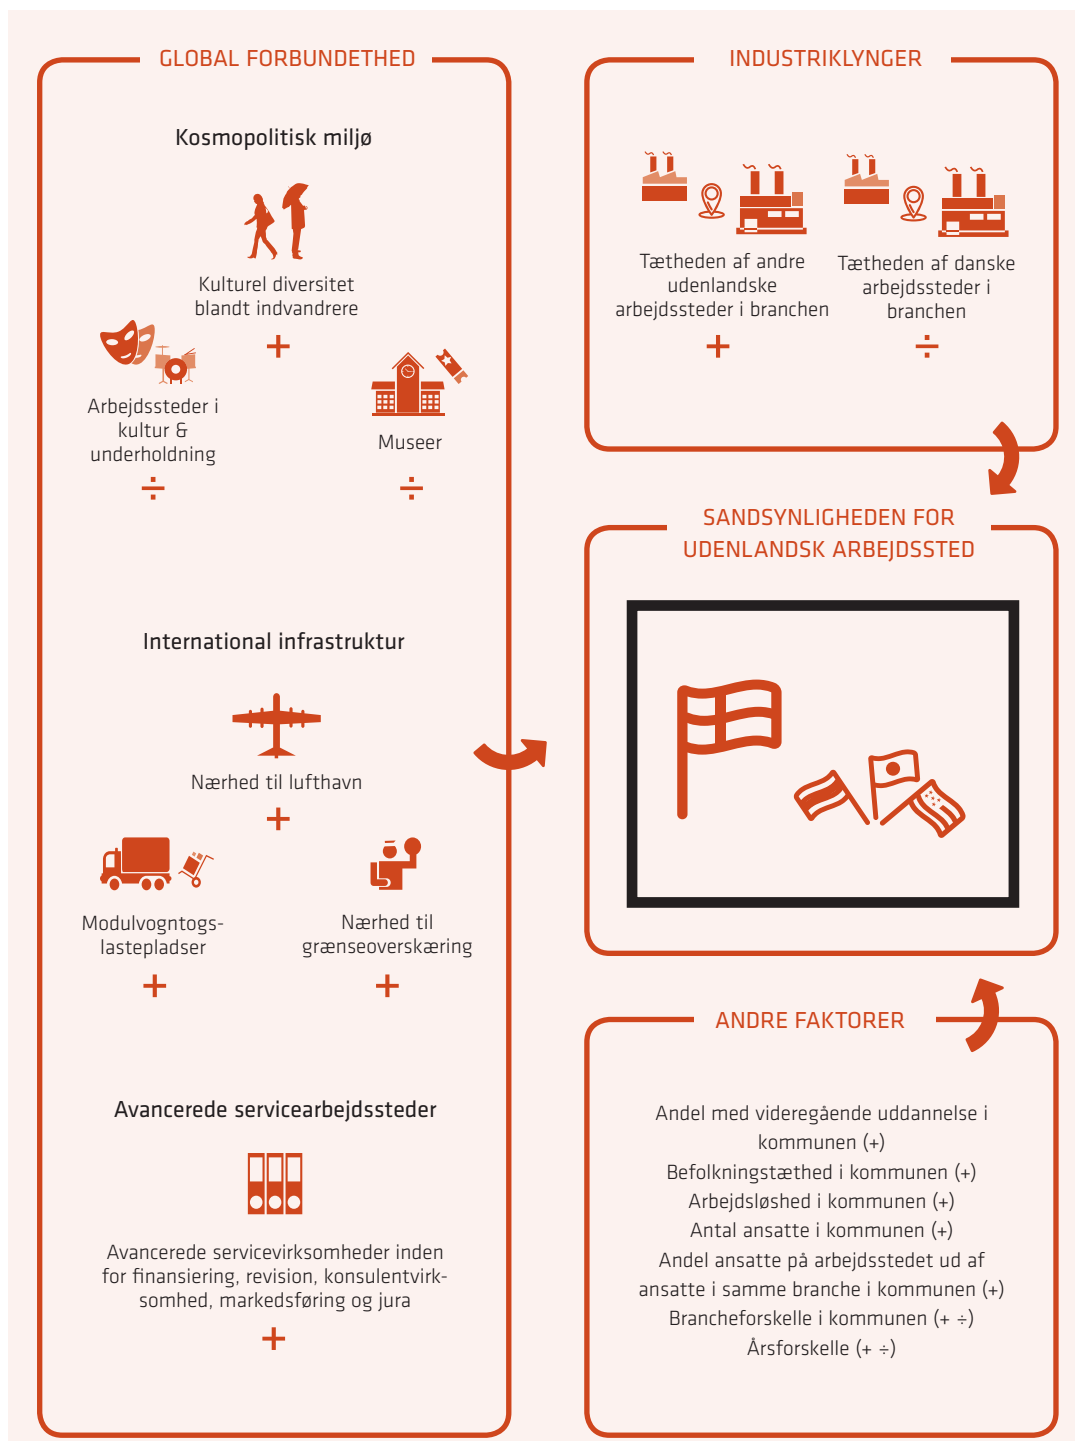 GLOBAL FORBUNDETHED
Kosmopolitisk miljø
Kulturel diversitet
blandt indvandrere
+
Arbejdssteder i
kultur &
underholdning
÷
Museer
÷
International infrastruktur
Nærhed til lufthavn
+
Modulvogntogs-
lastepladser
+
Nærhed til
grænseoverskæring
+
Avancerede servicearbejdssteder
Avancerede servicevirksomheder inden
for finansiering, revision, konsulentvirk-
somhed, markedsføring og jura
+
INDUSTRIKLYNGER
Tætheden af andre
udenlandske
arbejdssteder i branchen
+
Tætheden af danske
arbejdssteder i
branchen
÷
SANDSYNLIGHEDEN FOR
UDENLANDSK ARBEJDSSTED
ANDRE FAKTORER
Andel med videregående uddannelse i
kommunen (+)
Befolkningstæthed i kommunen (+)
Arbejdsløshed i kommunen (+)
Antal ansatte i kommunen (+)
Andel ansatte på arbejdsstedet ud af
ansatte i samme branche i kommunen (+)
Brancheforskelle i kommunen (+ ÷)
Årsforskelle (+ ÷)